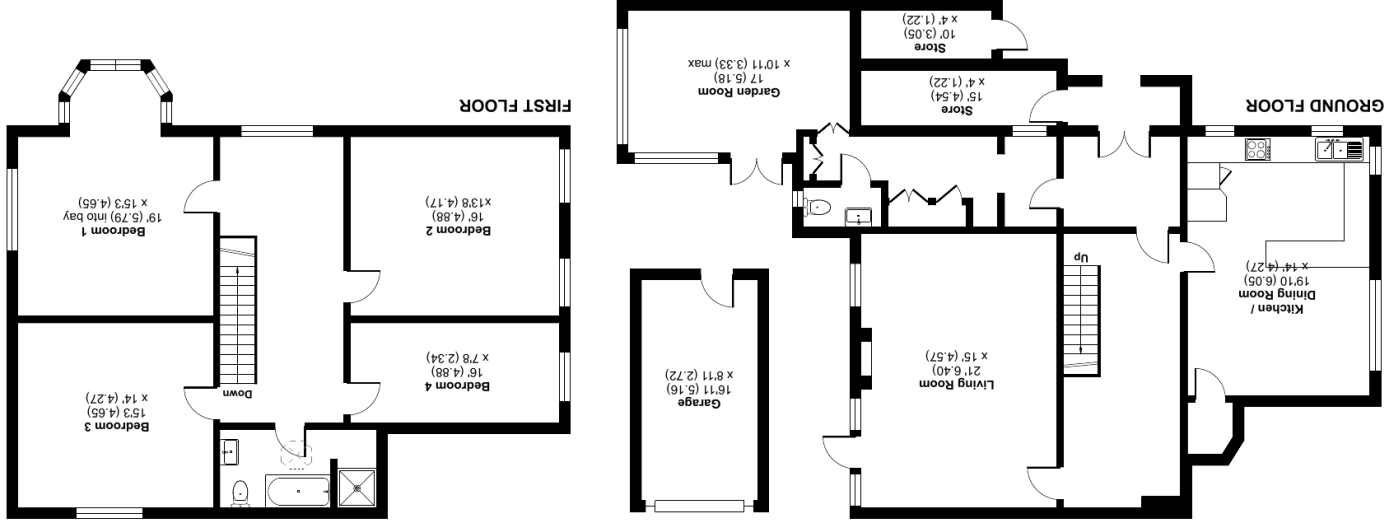 Kitchen /
Dining Room
19'10 (6.05)
x 14' (4.27)
Up
Living Room
21' 6.40)
x 15' (4.57)
Garage
16'11 (5.16)
x 8'11 (2.72)
Store
15' (4.54)
x 4' (1.22)
Store
10' (3.05)
x 4' (1.22)
Garden Room
17 (5.18)
x 10'11 (3.33) max
GROUND FLOOR
Bedroom 4
16' (4.88)
x 7'8 (2.34)
Down
Bedroom 3
15'3 (4.65)
x 14' (4.27)
Bedroom 2
16' (4.88)
x13'8 (4.17)
Bedroom 1
19' (5.79) into bay
x 15'3 (4.65)
FIRST FLOOR